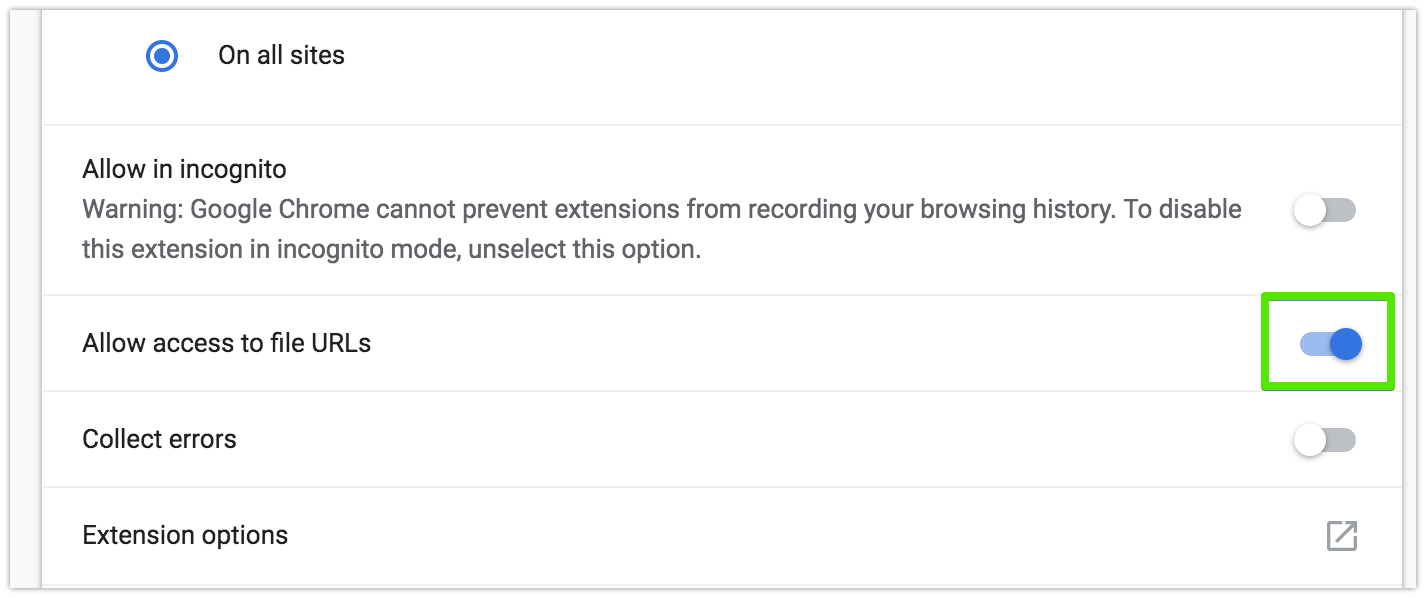 On all sites
Allow in incognito
Warning: Google Chrome cannot prevent extensions from recording your browsing history. To disable
this extension in incognito mode, unselect this option.
Allow access to file URLs
Collect errors
Extension options